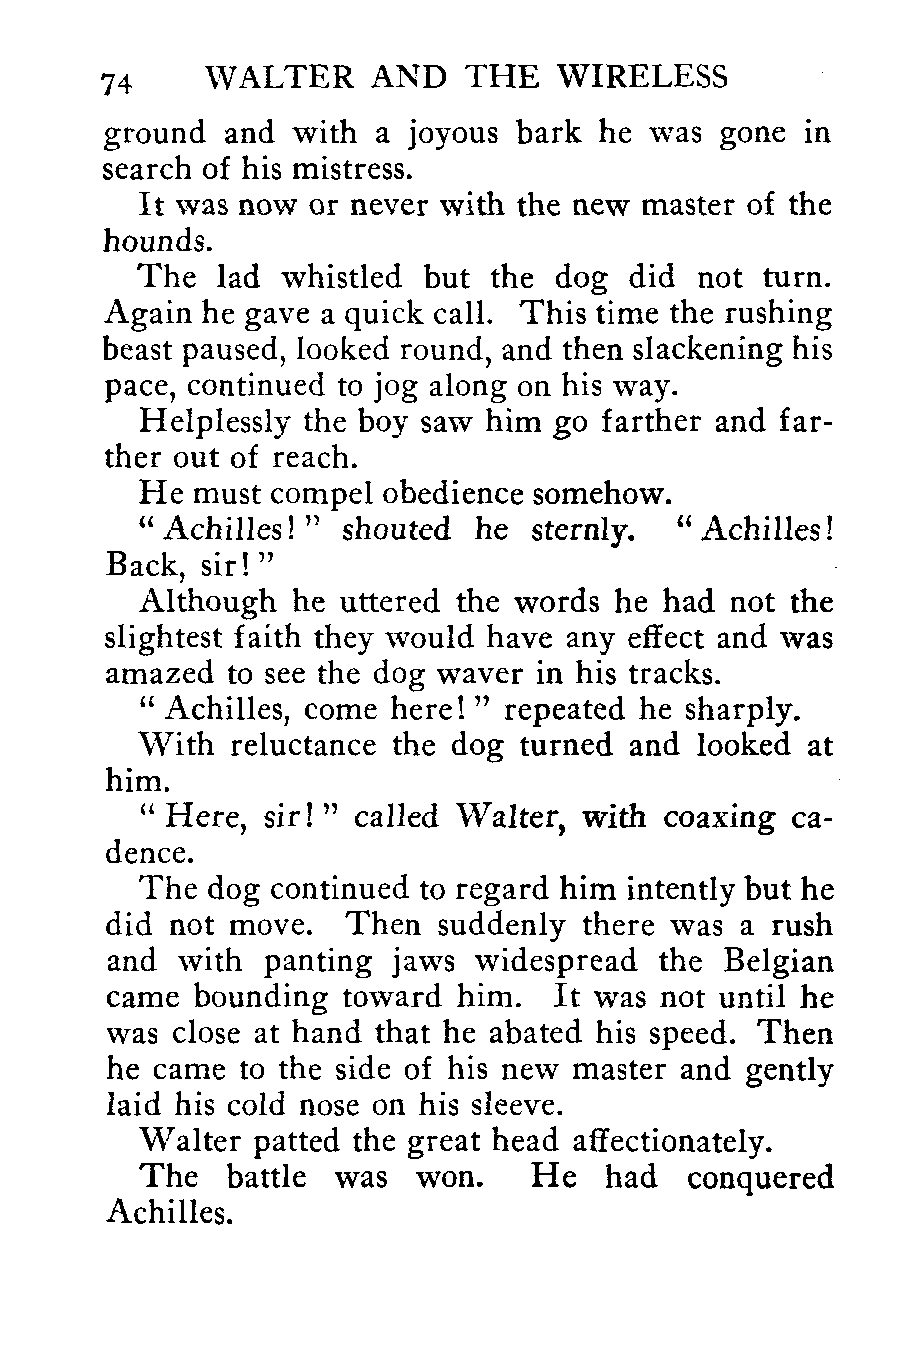 74 WALTER AND THE WIRELESS
ground and with a joyous bark he was gone in
search of his mistress.
It was now or never with the new master of the
hounds.
The lad whistled but the dog did not turn.
Again he gave a quick call. This time the rushing
beast paused, looked round, and then slackening his
pace, continued to jog along on his way.
Helplessly the boy saw him go farther and far-
ther out of reach.
He must compel obedience somehow.
“ Achilles! ” shouted he sternly. “ Achilles!
Back, sir! ”
Although he uttered the words he had not the
slightest faith they would have any effect and was
amazed to see the dog waver in his tracks.
“ Achilles, come here! ” repeated he sharply.
With reluctance the dog turned and looked at
him.
“ Here, sir! ” called Walter, with coaxing ca-
dence.
The dog continued to regard him intently but he
did not move. Then suddenly there was a rush
and with panting jaws widespread the Belgian
came bounding toward him. It was not until he
was close at hand that he abated his speed. Then
he came to the side of his new master and gently
laid his cold nose on his sleeve.
Walter patted the great head affectionately.
The battle was won. He had conquered
Achilles.